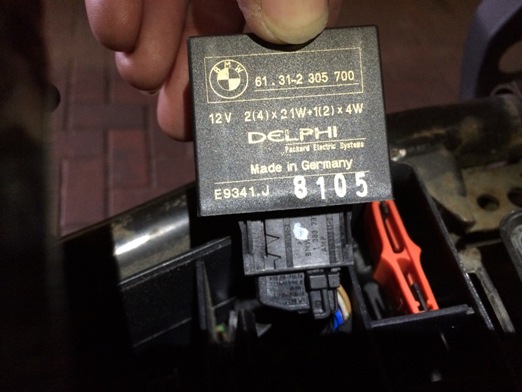 BMW
61.31-2 305 700
12V 2(4)x21W+1(2)x4W
DELPHI
Packard Electric Systems
Made in Germany
E9341.J 8105